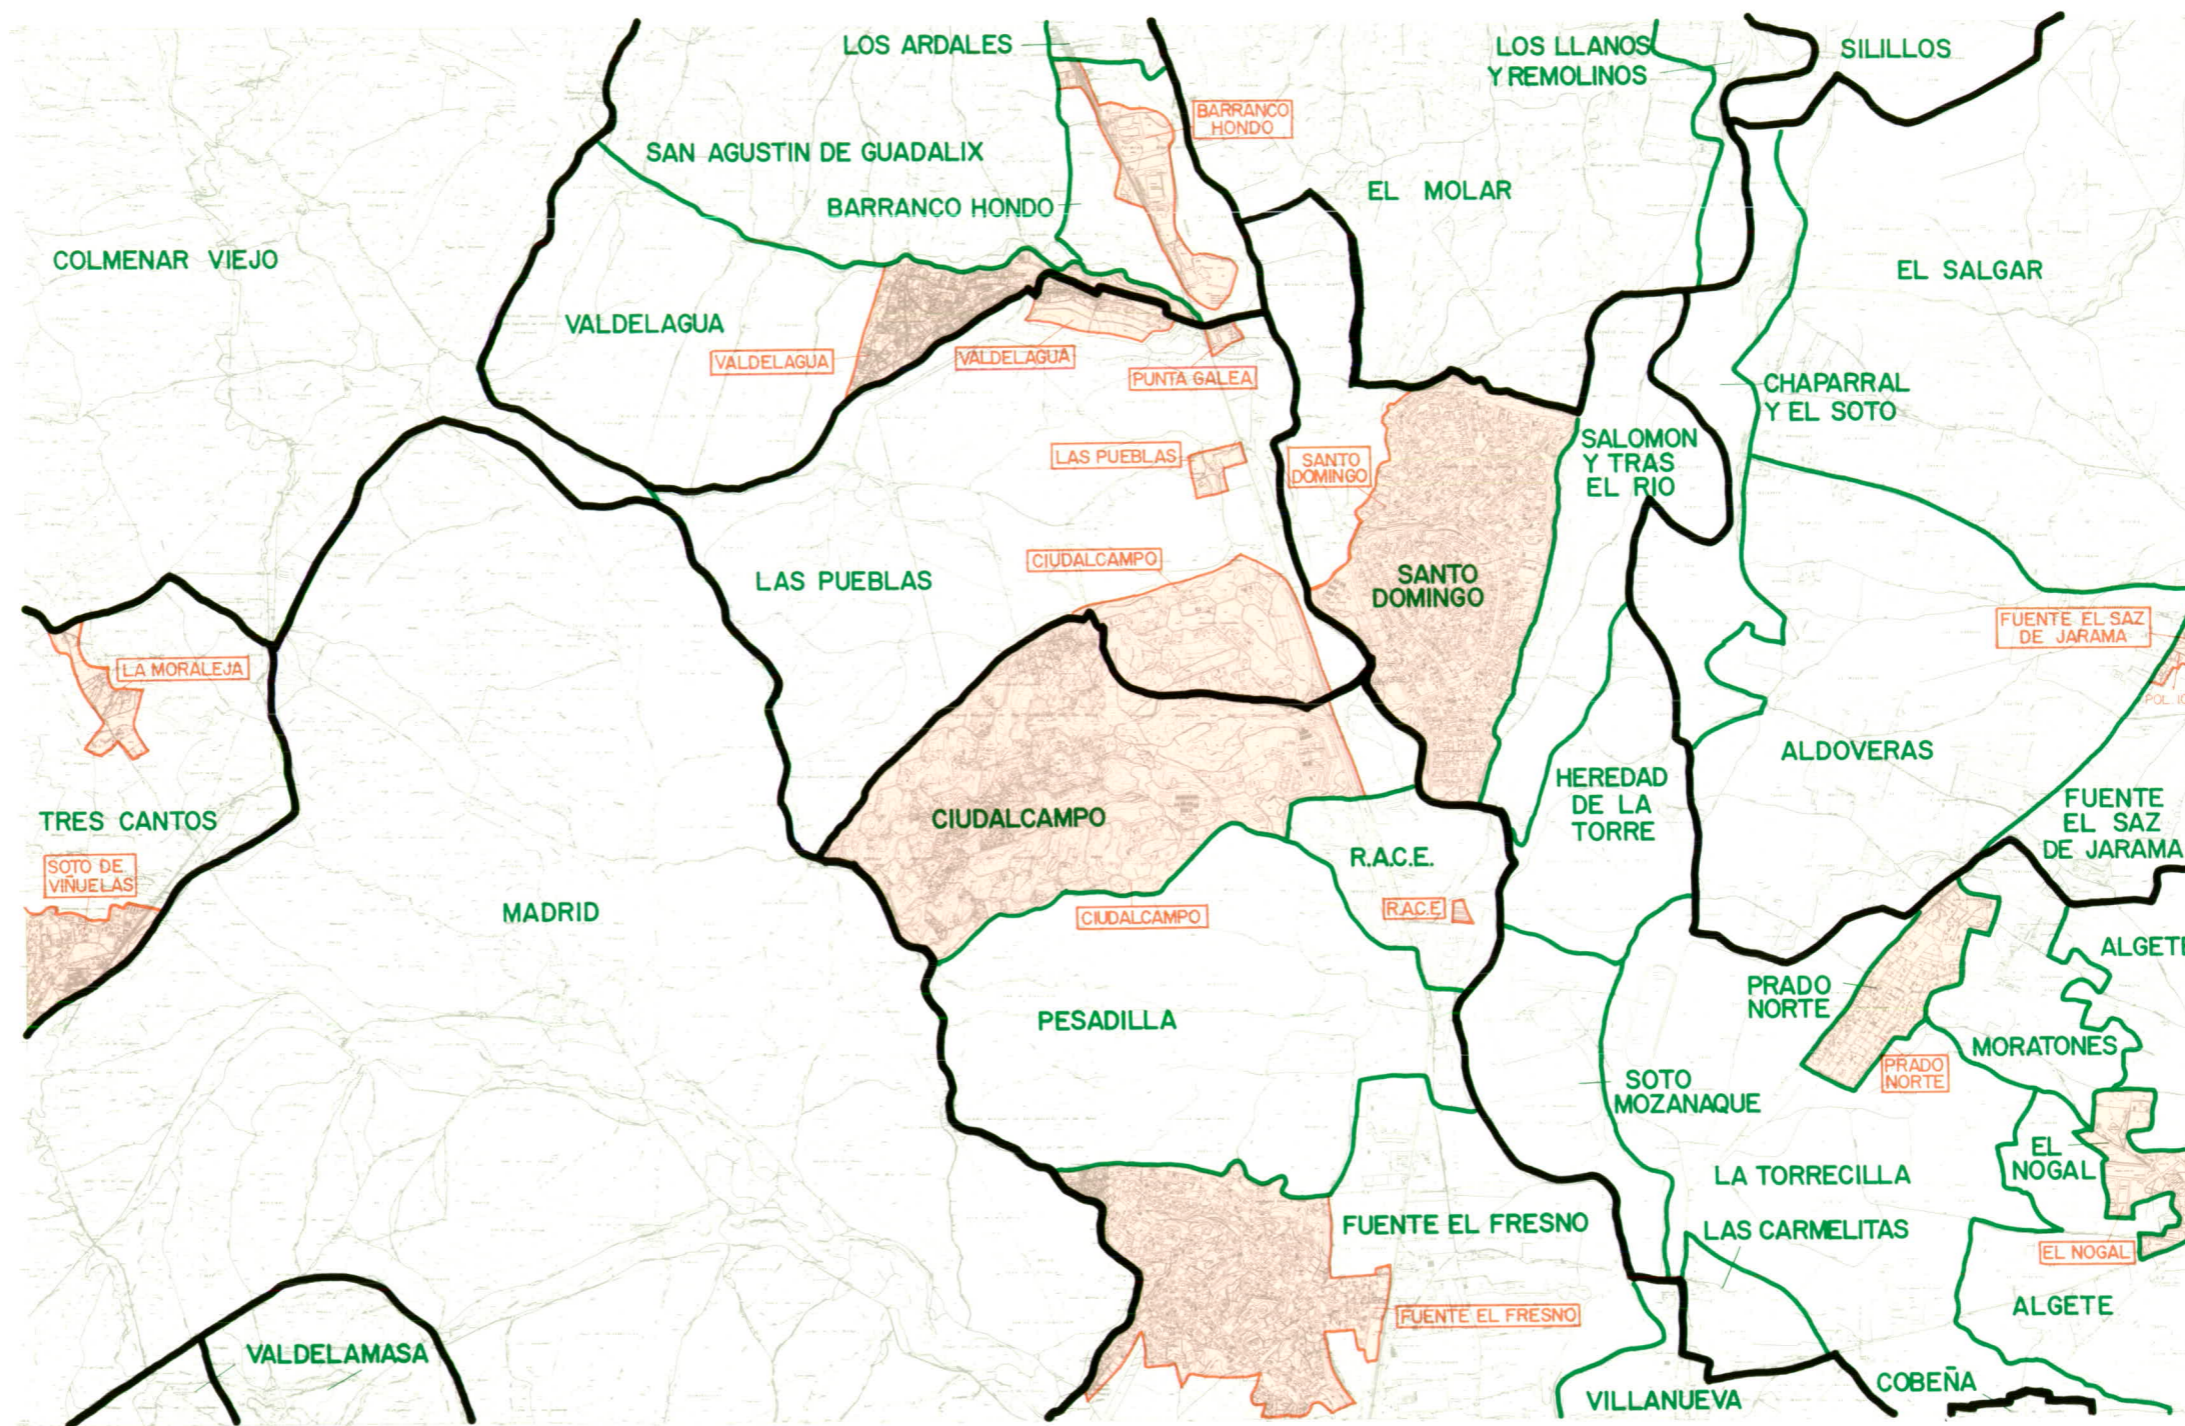 LOS ARDALES
LOS LLANOS
Y REMOLINOS
SILILLOS
BARRANCO
HONDO
SAN AGUSTIN DE GUADALIX
EL MOLAR
BARRANCO HONDO
COLMENAR VIEJO
EL SALGAR
VALDELAGUA
VALDELAGUA
VALDELAGUA
PUNTA GALEA
CHAPARRAL
Y EL SOTO
SALOMON
Y TRAS
EL RIO
LAS PUEBLAS
SANTO
DOMINGO
CIUDALCAMPO
LAS PUEBLAS
SANTO
DOMINGO
FUENTE EL SAZ
DE JARAMA
LA MORALEJA
POL. IC
ALDOVERAS
HEREDAD
DE LA
TORRE
FUENTE
EL SAZ
DE JARAMA
TRES CANTOS
CIUDALCAMPO
R.A.C.E.
SOTO DE
VIÑUELAS
MADRID
CIUDALCAMPO
R.A.C.E
ALGETE
PRADO
NORTE
PESADILLA
MORATONES
PRADO
NORTE
SOTO
MOZANAQUE
EL
NOGAL
LA TORRECILLA
FUENTE EL FRESNO
LAS CARMELITAS
EL NOGAL
FUENTE EL FRESNO
ALGETE
VALDELAMASA
VILLANUEVA
COBEÑA